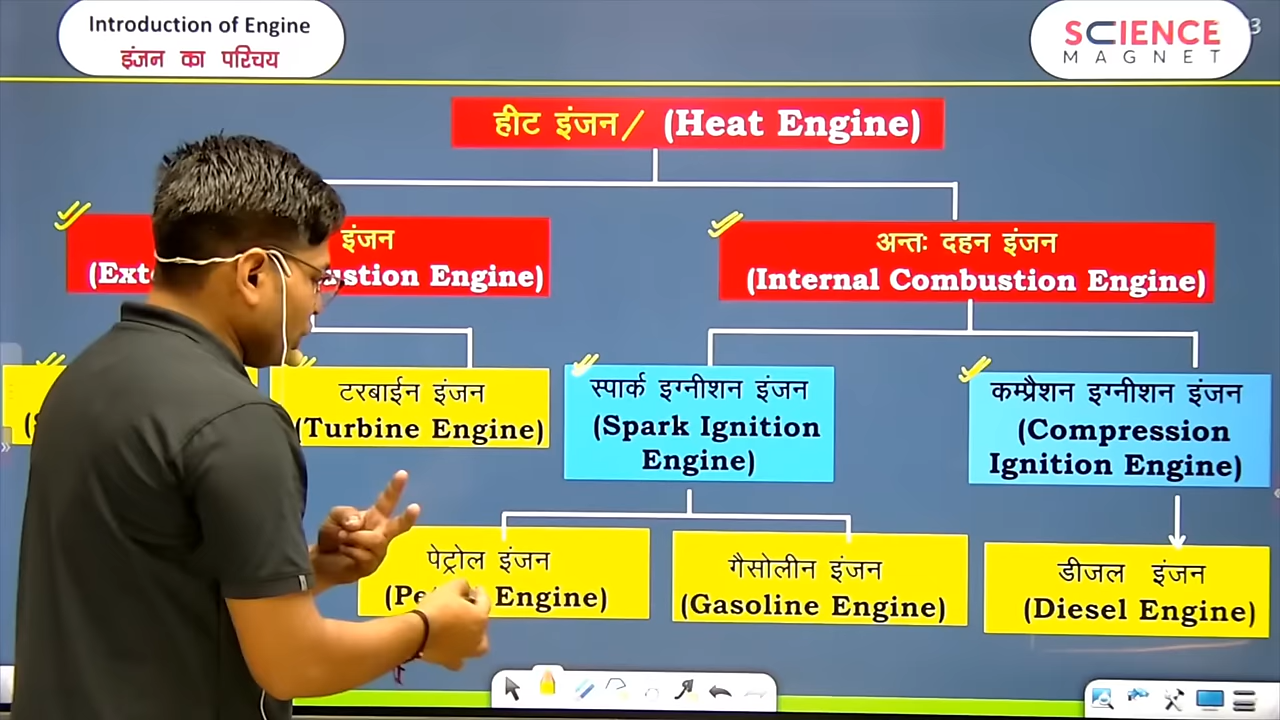 Introduction of Engine
इंजन का परिचय
SCIENCE
MAGNET
3
हीट इंजन/ (Heat Engine)
इंजन
Engine)
अन्तः दहन इंजन
(Internal Combustion Engine)
टरबाईन इंजन
(Turbine Engine)
स्पार्क इग्नीशन इंजन
(Spark Ignition
Engine)
कम्प्रैशन इग्नीशन इंजन
(Compression
Ignition Engine)
पेट्रोल इंजन
Engine)
गैसोलीन इंजन
(Gasoline Engine)
डीजल इंजन
(Diesel Engine)